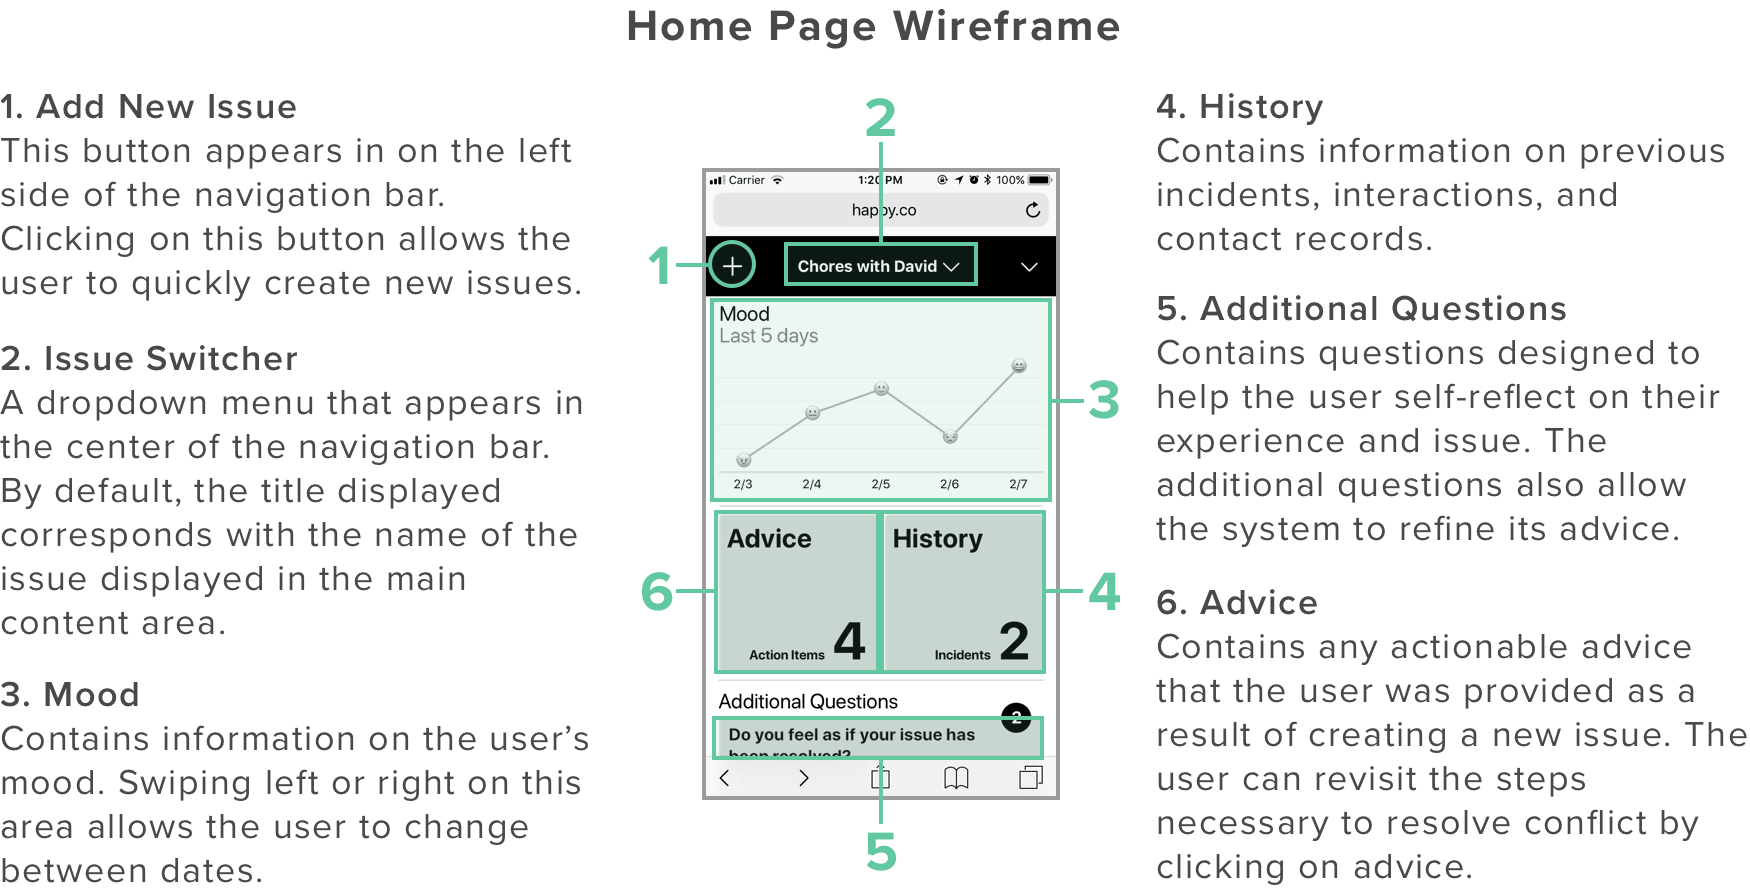 Home Page Wireframe
1. Add New Issue
This button appears in on the left
side of the navigation bar.
Clicking on this button allows the
user to quickly create new issues.
2. Issue Switcher
A dropdown menu that appears in
the center of the navigation bar.
By default, the title displayed
corresponds with the name of the
issue displayed in the main
content area.
3. Mood
Contains information on the user’s
mood. Swiping left or right on this
area allows the user to change
between dates.
2
Carrier 1:20 PM 100%
happy.co
1
Chores with David
Mood
Last 5 days
3
2/3 2/4 2/5 2/6 2/7
Advice History
6
4
Action Items 4 Incidents 2
Additional Questions
2
Do you feel as if your issue has
been resolved?
5
4. History
Contains information on previous
incidents, interactions, and
contact records.
5. Additional Questions
Contains questions designed to
help the user self-reflect on their
experience and issue. The
additional questions also allow
the system to refine its advice.
6. Advice
Contains any actionable advice
that the user was provided as a
result of creating a new issue. The
user can revisit the steps
necessary to resolve conflict by
clicking on advice.